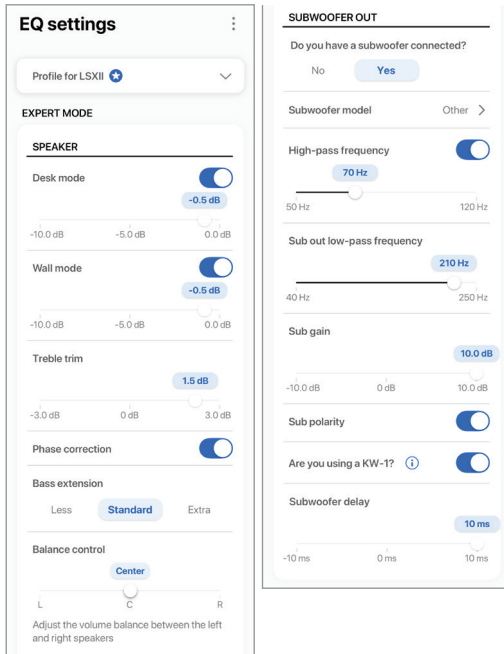 EQ settings
Profile for LSXII
EXPERT MODE
SPEAKER
Desk mode
-0.5 dB
-10.0 dB -5.0 dB 0.0 dB
Wall mode
-0.5 dB
-10.0 dB -5.0 dB 0.0 dB
Treble trim
1.5 dB
-3.0 dB 0 dB 3.0 dB
Phase correction
Bass extension
Less Standard Extra
Balance control
Center
L C R
Adjust the volume balance between the left
and right speakers
SUBWOOFER OUT
Do you have a subwoofer connected?
No Yes
Subwoofer model Other
High-pass frequency
70 Hz
50 Hz 120 Hz
Sub out low-pass frequency
210 Hz
40 Hz 250 Hz
Sub gain
10.0 dB
-10.0 dB 0 dB 10.0 dB
Sub polarity
Are you using a KW-1? i
Subwoofer delay
10 ms
-10 ms 0 ms 10 ms